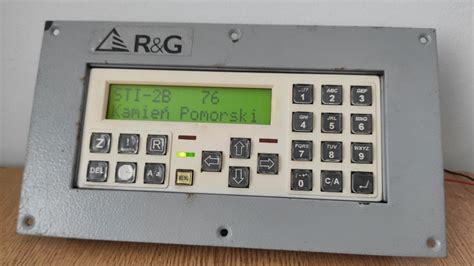 R&G
STI-2B 76
Kamień Pomorski
1
ABC 2
DEF 3
GHI 4
JKL 5
MNO 6
PQRS 7
TUV 8
WXYZ 9
0
C/A
Z
!
R
DEL
A/a
MENU